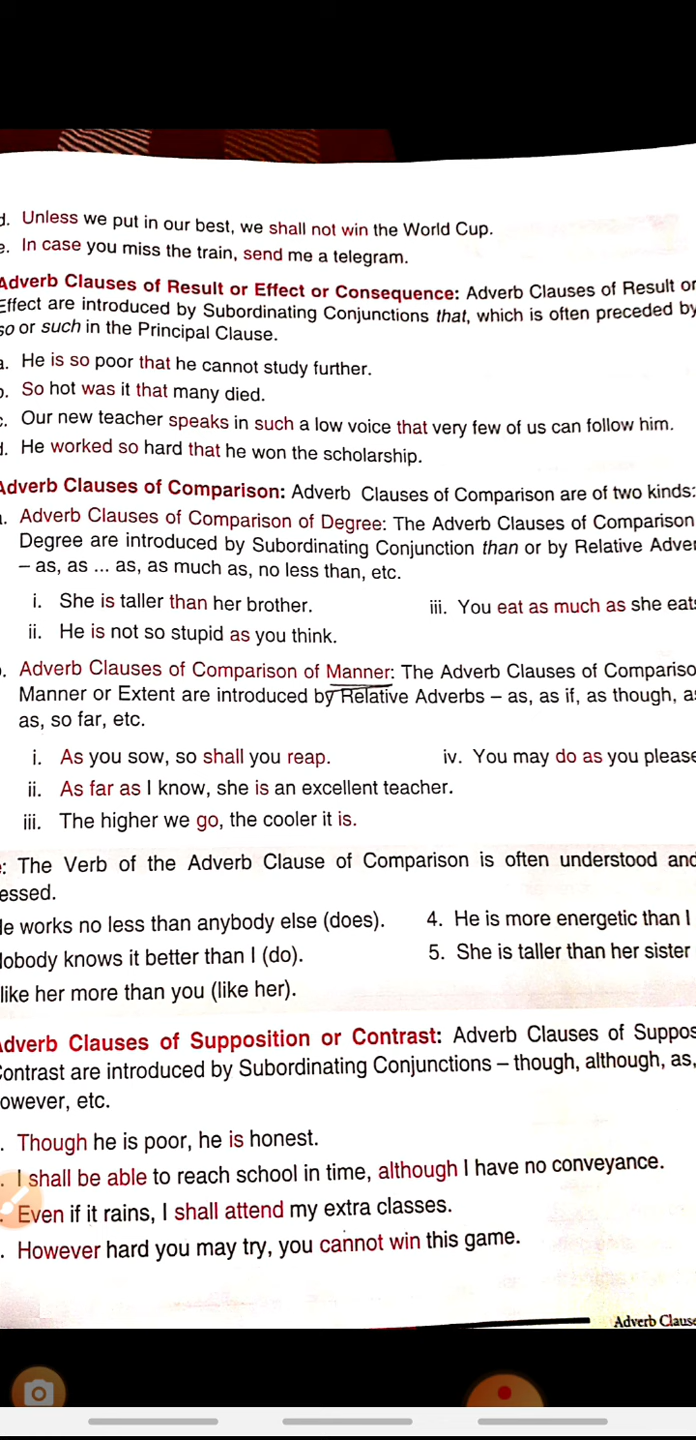 d. Unless we put in our best, we shall not win the World Cup.
e. In case you miss the train, send me a telegram.
Adverb Clauses of Result or Effect or Consequence: Adverb Clauses of Result or
Effect are introduced by Subordinating Conjunctions that, which is often preceded by
so or such in the Principal Clause.
a. He is so poor that he cannot study further.
b. So hot was it that many died.
c. Our new teacher speaks in such a low voice that very few of us can follow him.
d. He worked so hard that he won the scholarship.
Adverb Clauses of Comparison: Adverb Clauses of Comparison are of two kinds:
. Adverb Clauses of Comparison of Degree: The Adverb Clauses of Comparison
Degree are introduced by Subordinating Conjunction than or by Relative Adver
– as, as ... as, as much as, no less than, etc.
i. She is taller than her brother.
iii. You eat as much as she eats
ii. He is not so stupid as you think.
. Adverb Clauses of Comparison of Manner: The Adverb Clauses of Compariso
Manner or Extent are introduced by Relative Adverbs – as, as if, as though, as
as, so far, etc.
i. As you sow, so shall you reap.
iv. You may do as you please
ii. As far as I know, she is an excellent teacher.
iii. The higher we go, the cooler it is.
: The Verb of the Adverb Clause of Comparison is often understood and
essed.
He works no less than anybody else (does).
4. He is more energetic than I
Nobody knows it better than I (do).
5. She is taller than her sister
like her more than you (like her).
Adverb Clauses of Supposition or Contrast: Adverb Clauses of Suppos
Contrast are introduced by Subordinating Conjunctions – though, although, as,
owever, etc.
. Though he is poor, he is honest.
. I shall be able to reach school in time, although I have no conveyance.
. Even if it rains, I shall attend my extra classes.
. However hard you may try, you cannot win this game.
Adverb Clause